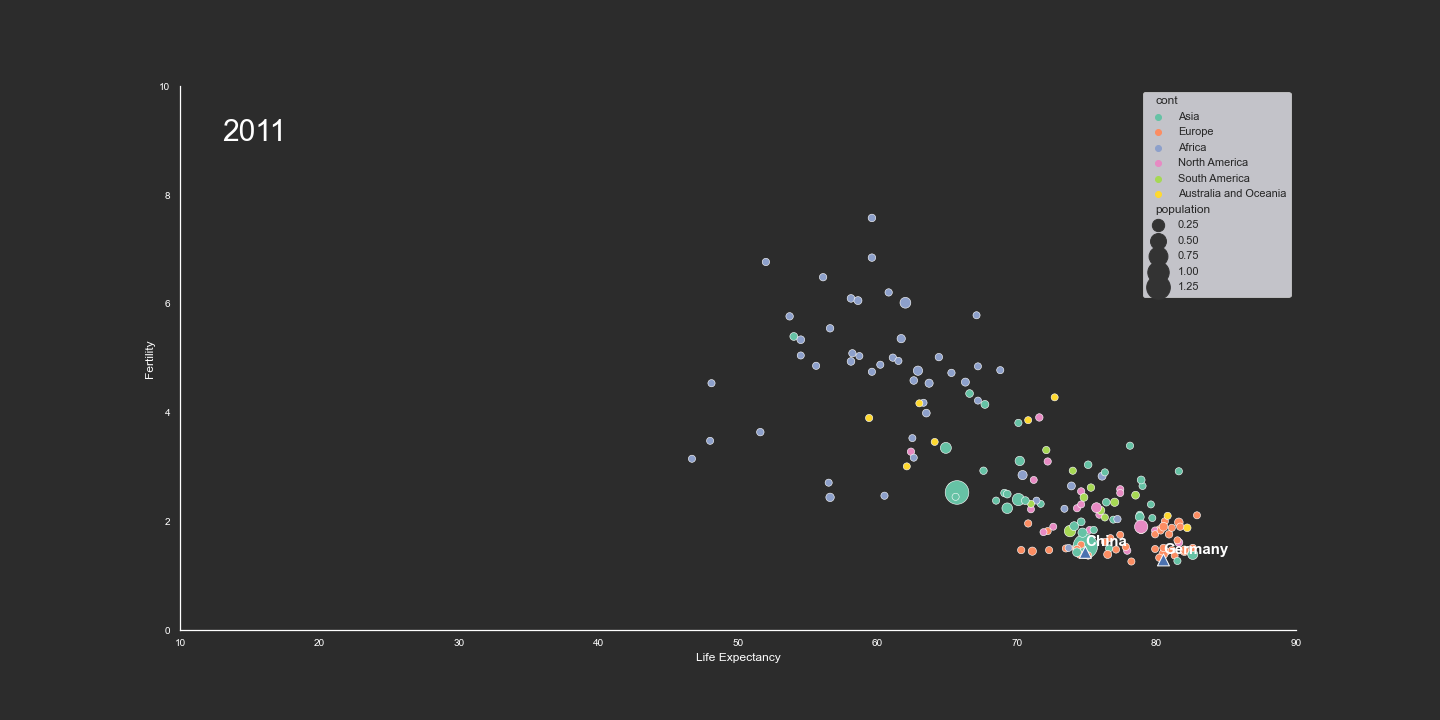 2011
10
8
6
4
2
0
Fertility
10 20 30 40 50 60 70 80 90
Life Expectancy
cont
Asia
Europe
Africa
North America
South America
Australia and Oceania
population
0.25
0.50
0.75
1.00
1.25
China
Germany